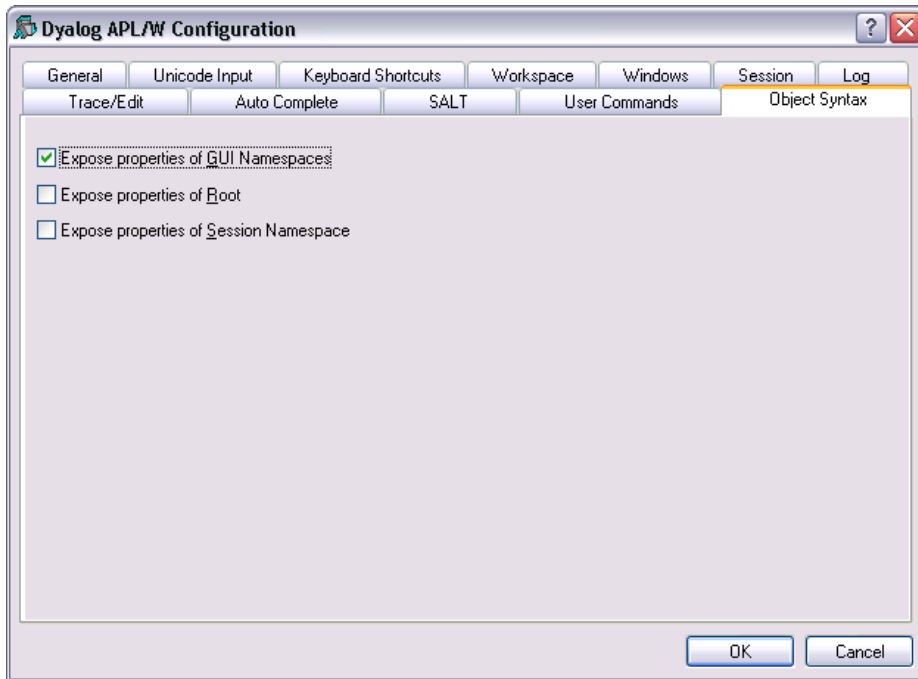 Dyalog APL/W Configuration
?
General Unicode Input Keyboard Shortcuts Workspace Windows Session Log
Trace/Edit Auto Complete SALT User Commands Object Syntax
Expose properties of GUI Namespaces
Expose properties of Root
Expose properties of Session Namespace
OK Cancel